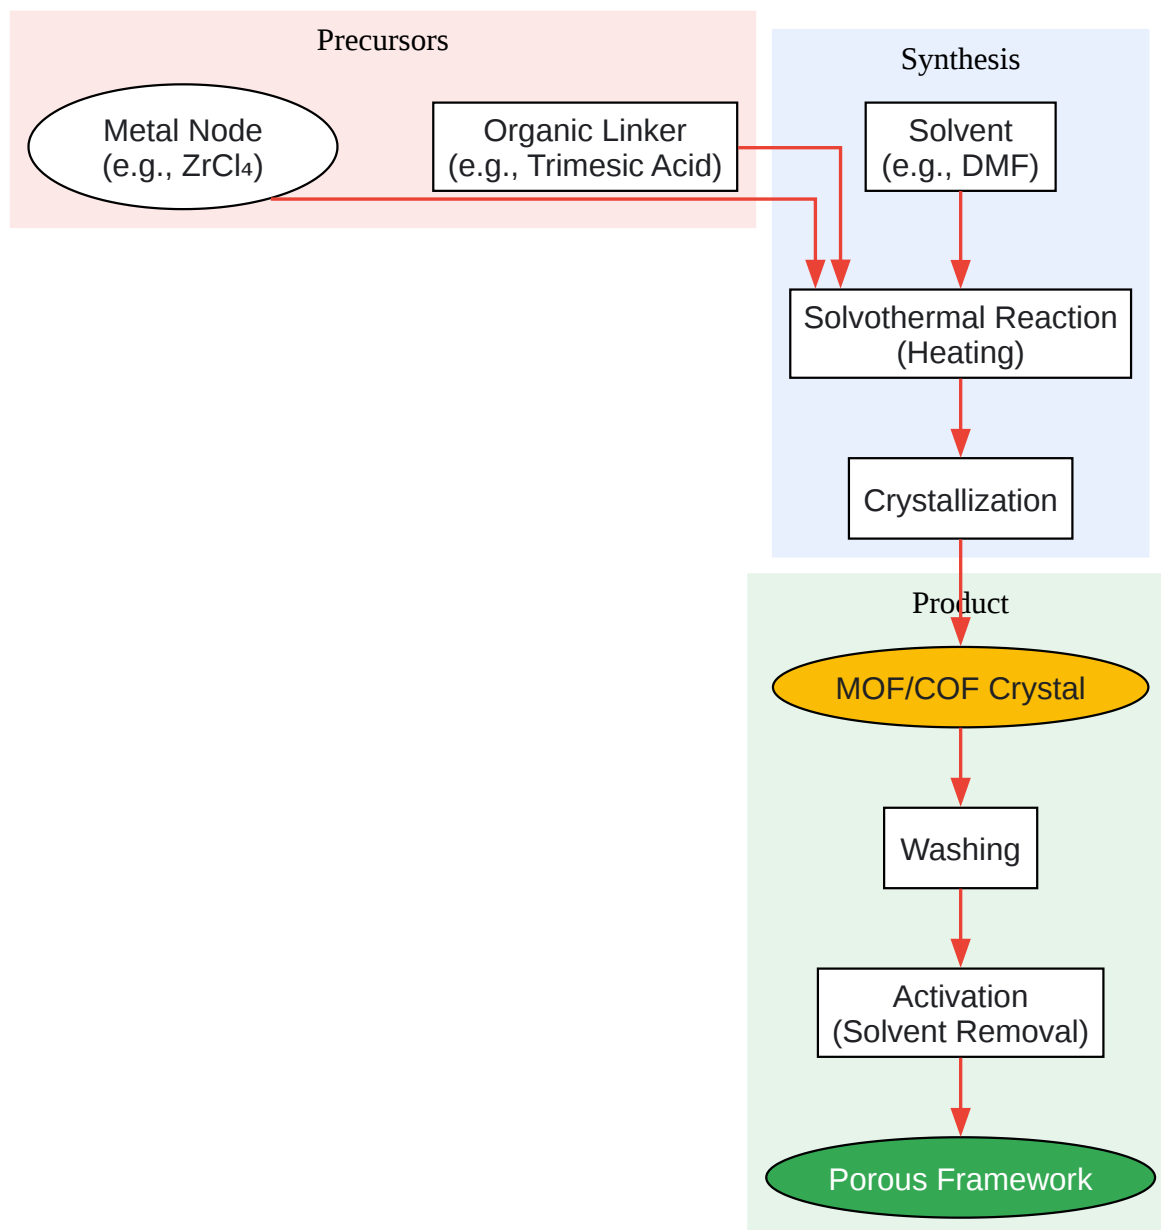 Precursors
Metal Node
(e.g., ZrCl₄)
Organic Linker
(e.g., Trimesic Acid)
Synthesis
Solvent
(e.g., DMF)
Solvothermal Reaction
(Heating)
Crystallization
Product
MOF/COF Crystal
Washing
Activation
(Solvent Removal)
Porous Framework